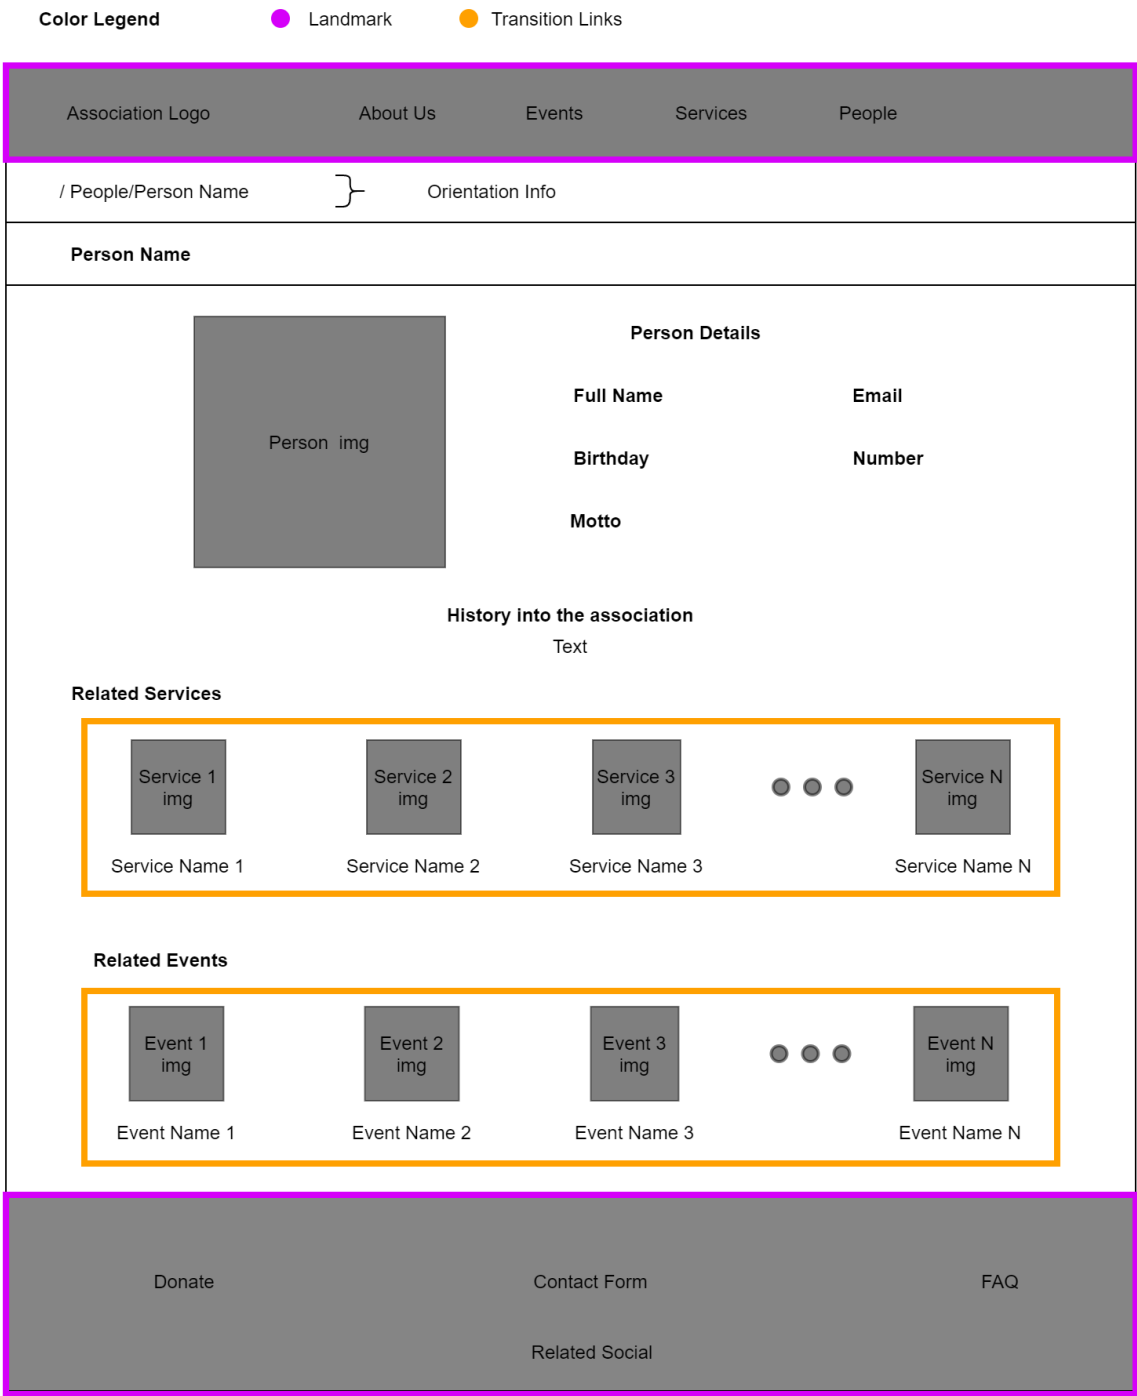 Color Legend Landmark Transition Links
Association Logo About Us Events Services People
/ People/Person Name Orientation Info
Person Name
Person img
Person Details
Full Name Email
Birthday Number
Motto
History into the association
Text
Related Services
Service 1 img
Service 2 img
Service 3 img
Service N img
Service Name 1 Service Name 2 Service Name 3 Service Name N
Related Events
Event 1 img
Event 2 img
Event 3 img
Event N img
Event Name 1 Event Name 2 Event Name 3 Event Name N
Donate Contact Form FAQ
Related Social